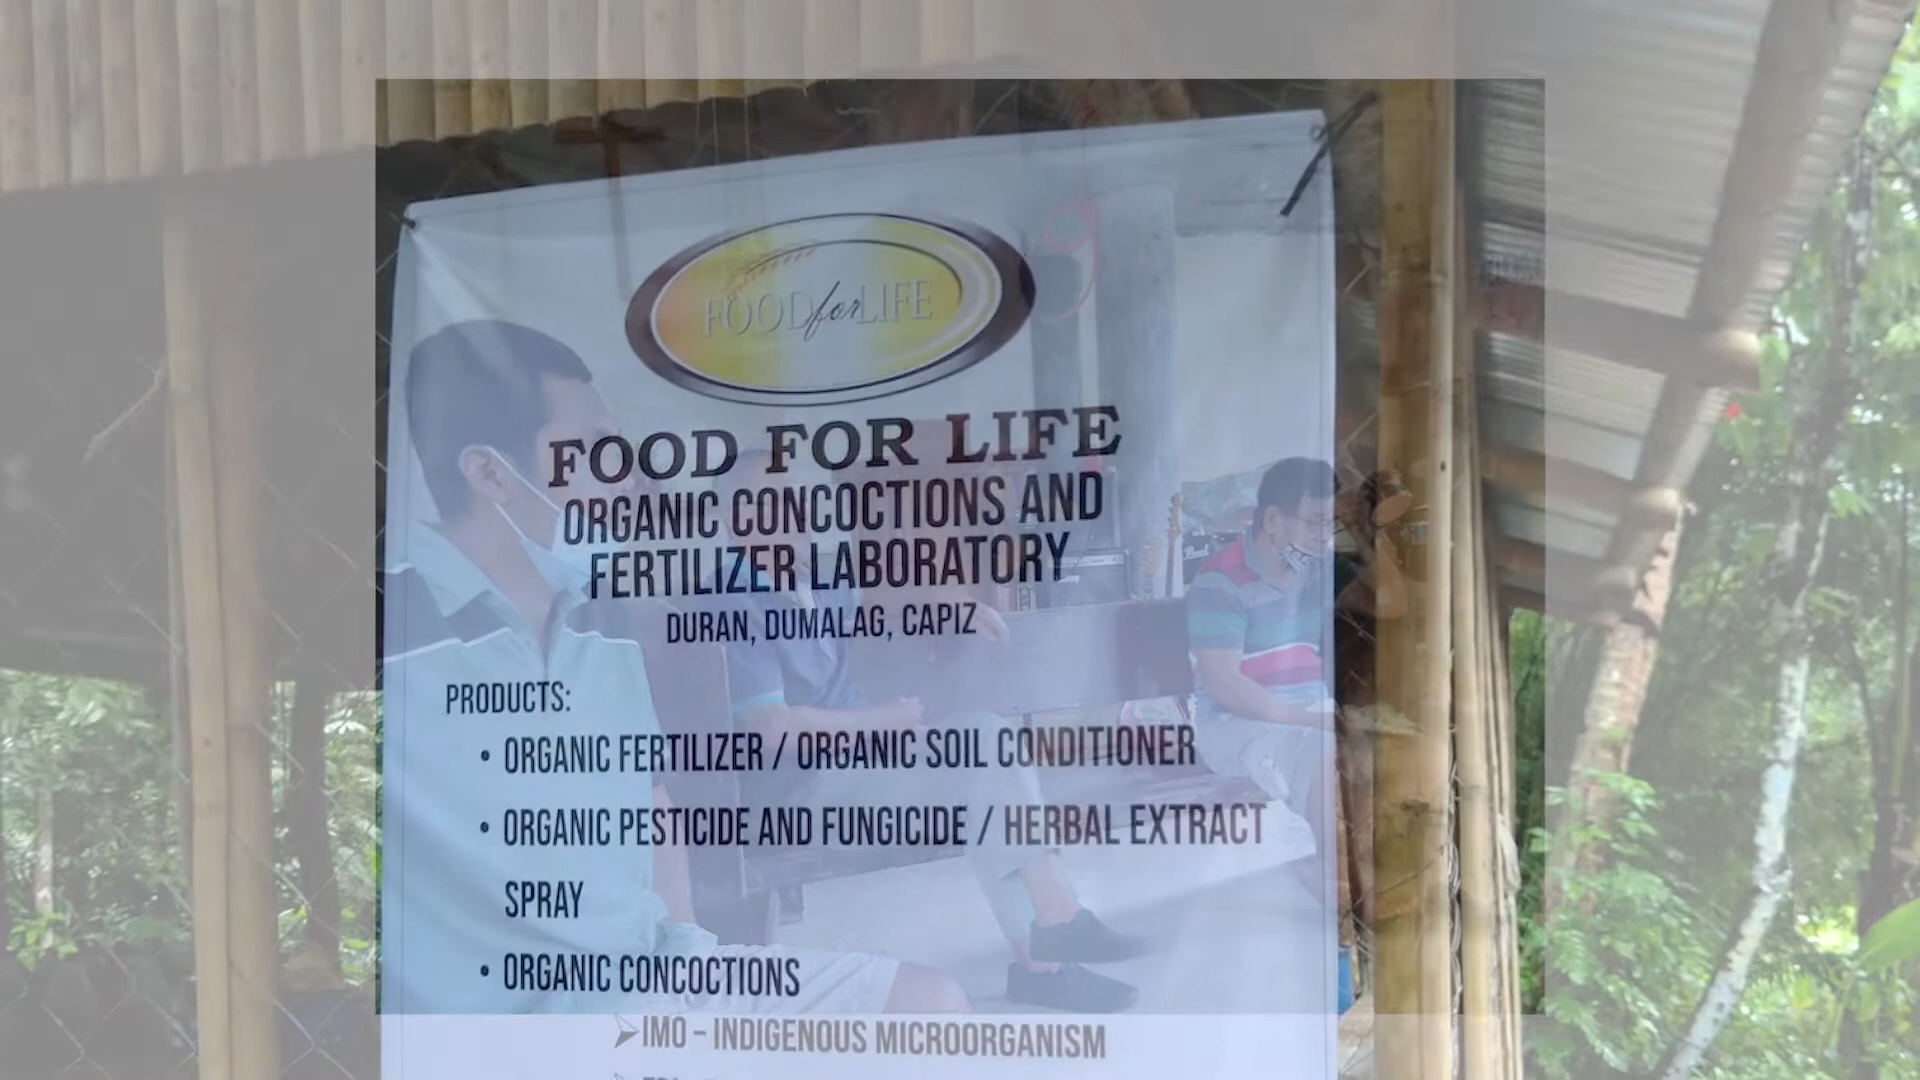 FOOD for LIFE
FOOD FOR LIFE
ORGANIC CONCOCTIONS AND
FERTILIZER LABORATORY
DURAN, DUMALAG, CAPIZ
PRODUCTS:
• ORGANIC FERTILIZER / ORGANIC SOIL CONDITIONER
• ORGANIC PESTICIDE AND FUNGICIDE / HERBAL EXTRACT
SPRAY
• ORGANIC CONCOCTIONS
➢ IMO – INDIGENOUS MICROORGANISM